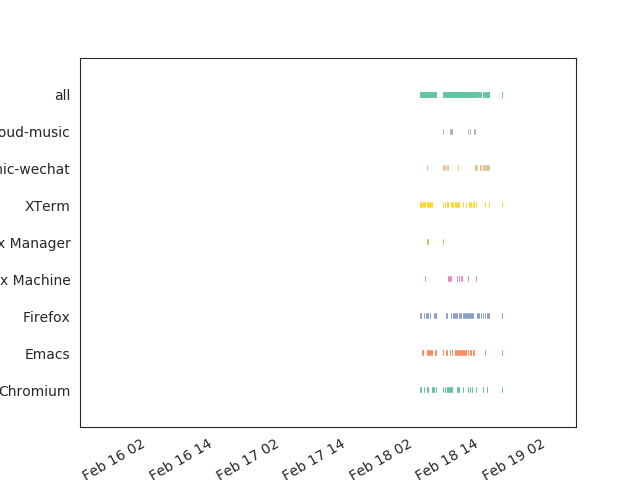 all
oud-music
nic-wechat
XTerm
x Manager
x Machine
Firefox
Emacs
Chromium
Feb 16 02
Feb 16 14
Feb 17 02
Feb 17 14
Feb 18 02
Feb 18 14
Feb 19 02